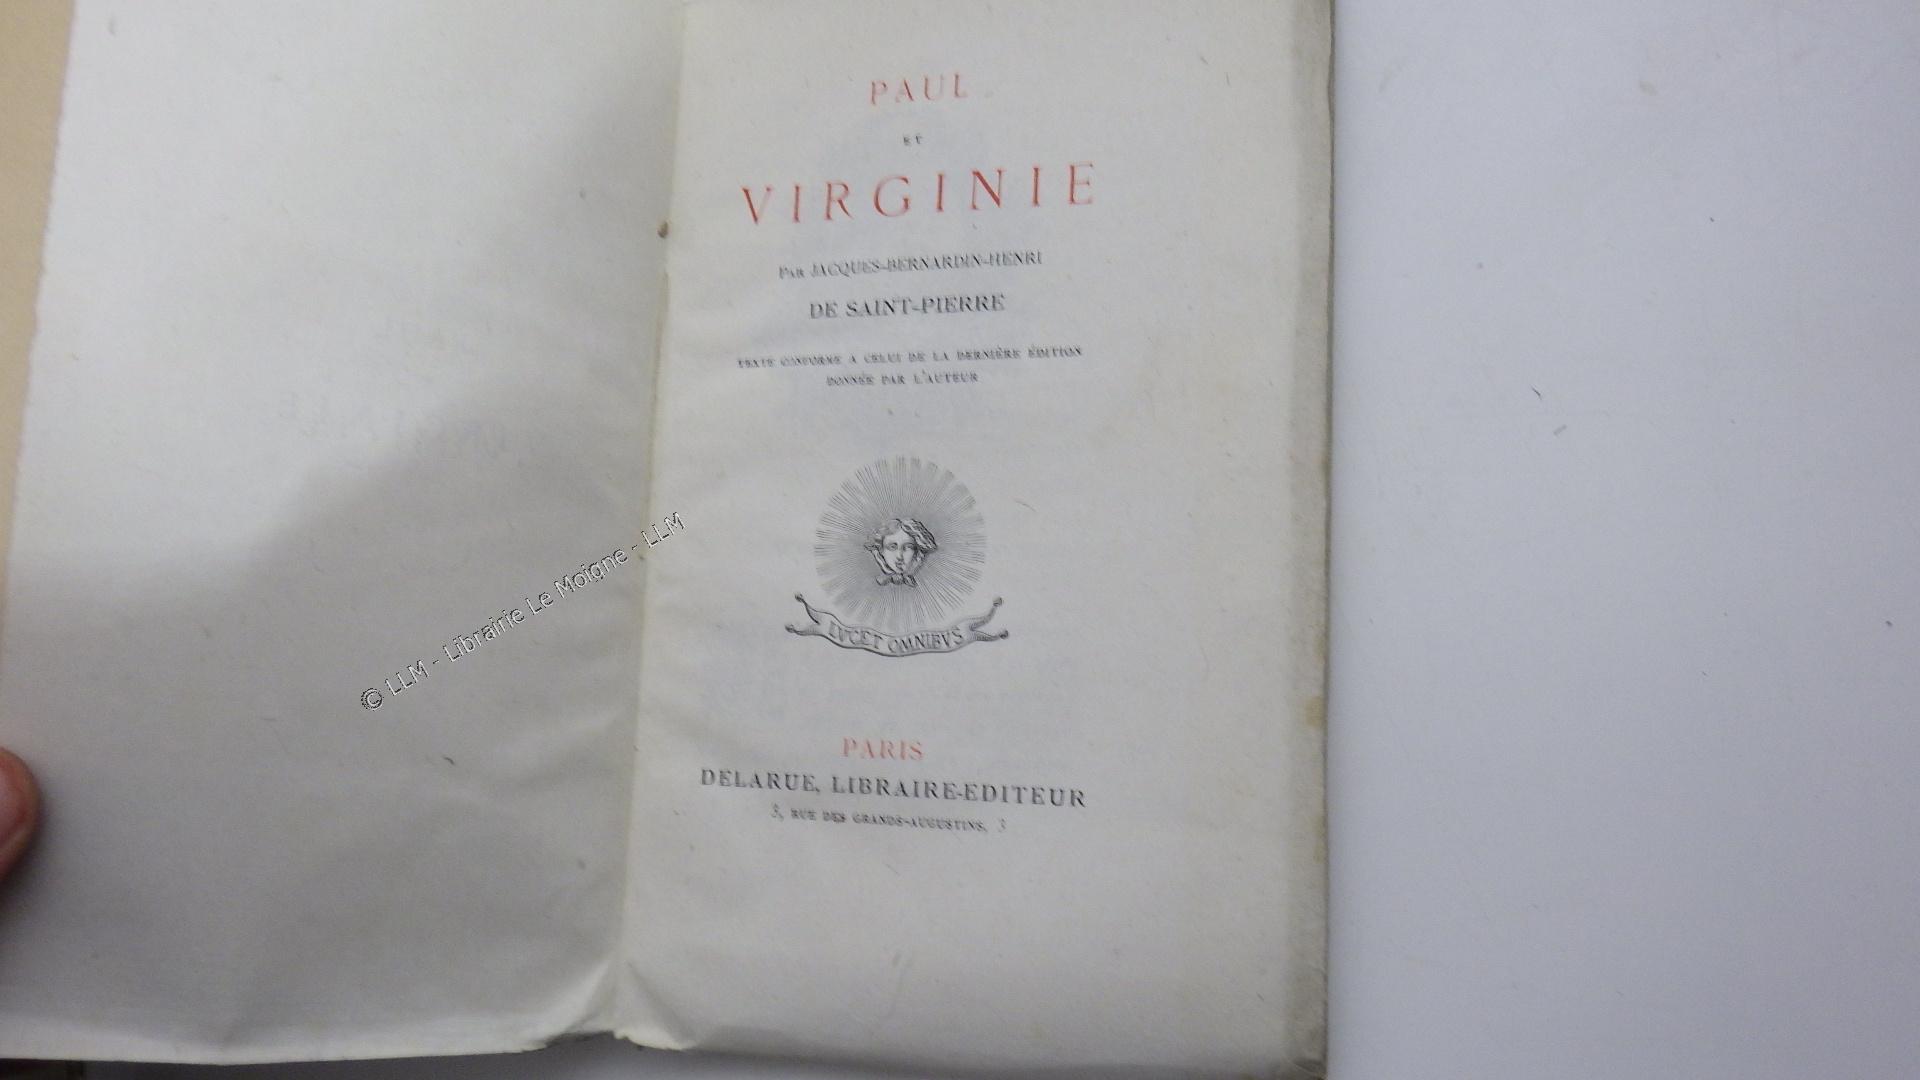 PAUL
ET
VIRGINIE
PAR JACQUES-BERNARDIN-HENRI
DE SAINT-PIERRE
TEXTE CONFORME A CELUI DE LA DERNIÈRE ÉDITION
DONNÉE PAR L'AUTEUR
LVCET OMNIBVS
PARIS
DELARUE, LIBRAIRE-EDITEUR
3, RUE DES GRANDS-AUGUSTINS, 3
© LLM - Librairie Le Moigne - LLM